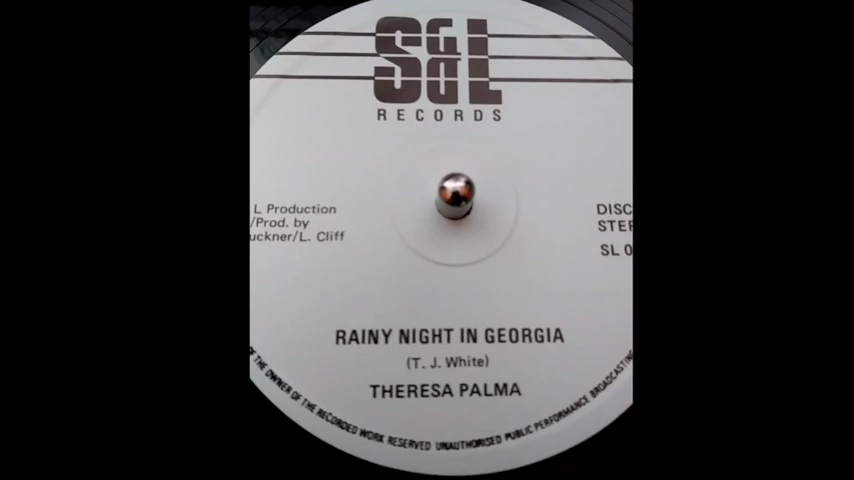 S&L
RECORDS
L Production
/Prod. by
uckner/L. Cliff
DISC
STER
SL 0
RAINY NIGHT IN GEORGIA
(T. J. White)
THERESA PALMA
OF THE OWNER OF THE RECORDED WORK RESERVED UNAUTHORISED PUBLIC PERFORMANCE BROADCASTING